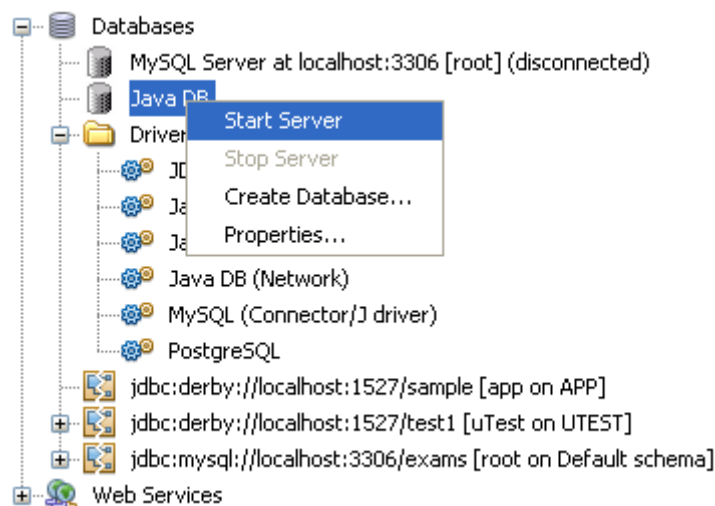 Databases
MySQL Server at localhost:3306 [root] (disconnected)
Java DB
Start Server
Driver
Stop Server
Create Database...
Properties...
Java DB (Network)
MySQL (Connector/J driver)
PostgreSQL
jdbc:derby://localhost:1527/sample [app on APP]
jdbc:derby://localhost:1527/test1 [uTest on UTEST]
jdbc:mysql://localhost:3306/exams [root on Default schema]
Web Services